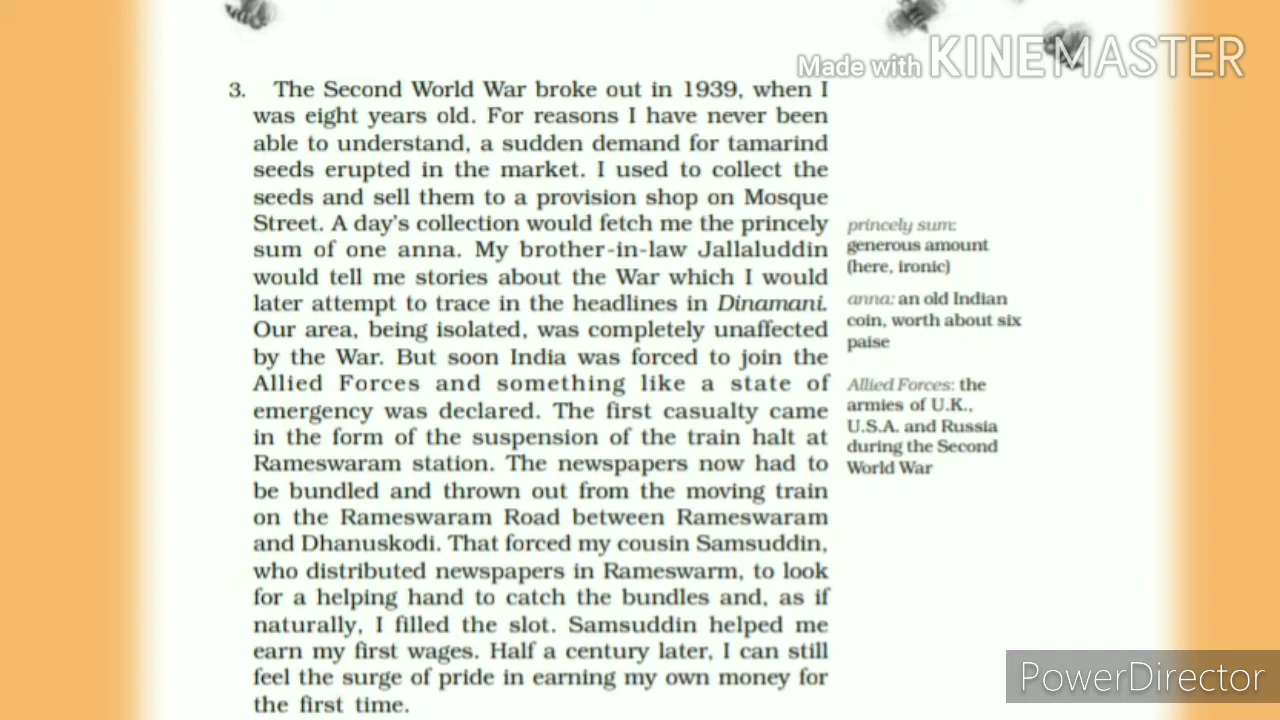 Made with KINEMASTER
3. The Second World War broke out in 1939, when I
was eight years old. For reasons I have never been
able to understand, a sudden demand for tamarind
seeds erupted in the market. I used to collect the
seeds and sell them to a provision shop on Mosque
Street. A day's collection would fetch me the princely
sum of one anna. My brother-in-law Jallaluddin
would tell me stories about the War which I would
later attempt to trace in the headlines in Dinamani.
Our area, being isolated, was completely unaffected
by the War. But soon India was forced to join the
Allied Forces and something like a state of
emergency was declared. The first casualty came
in the form of the suspension of the train halt at
Rameswaram station. The newspapers now had to
be bundled and thrown out from the moving train
on the Rameswaram Road between Rameswaram
and Dhanuskodi. That forced my cousin Samsuddin,
who distributed newspapers in Rameswarm, to look
for a helping hand to catch the bundles and, as if
naturally, I filled the slot. Samsuddin helped me
earn my first wages. Half a century later, I can still
feel the surge of pride in earning my own money for
the first time.
princely sum:
generous amount
(here, ironic)
anna: an old Indian
coin, worth about six
paise
Allied Forces: the
armies of U.K.,
U.S.A. and Russia
during the Second
World War
PowerDirector